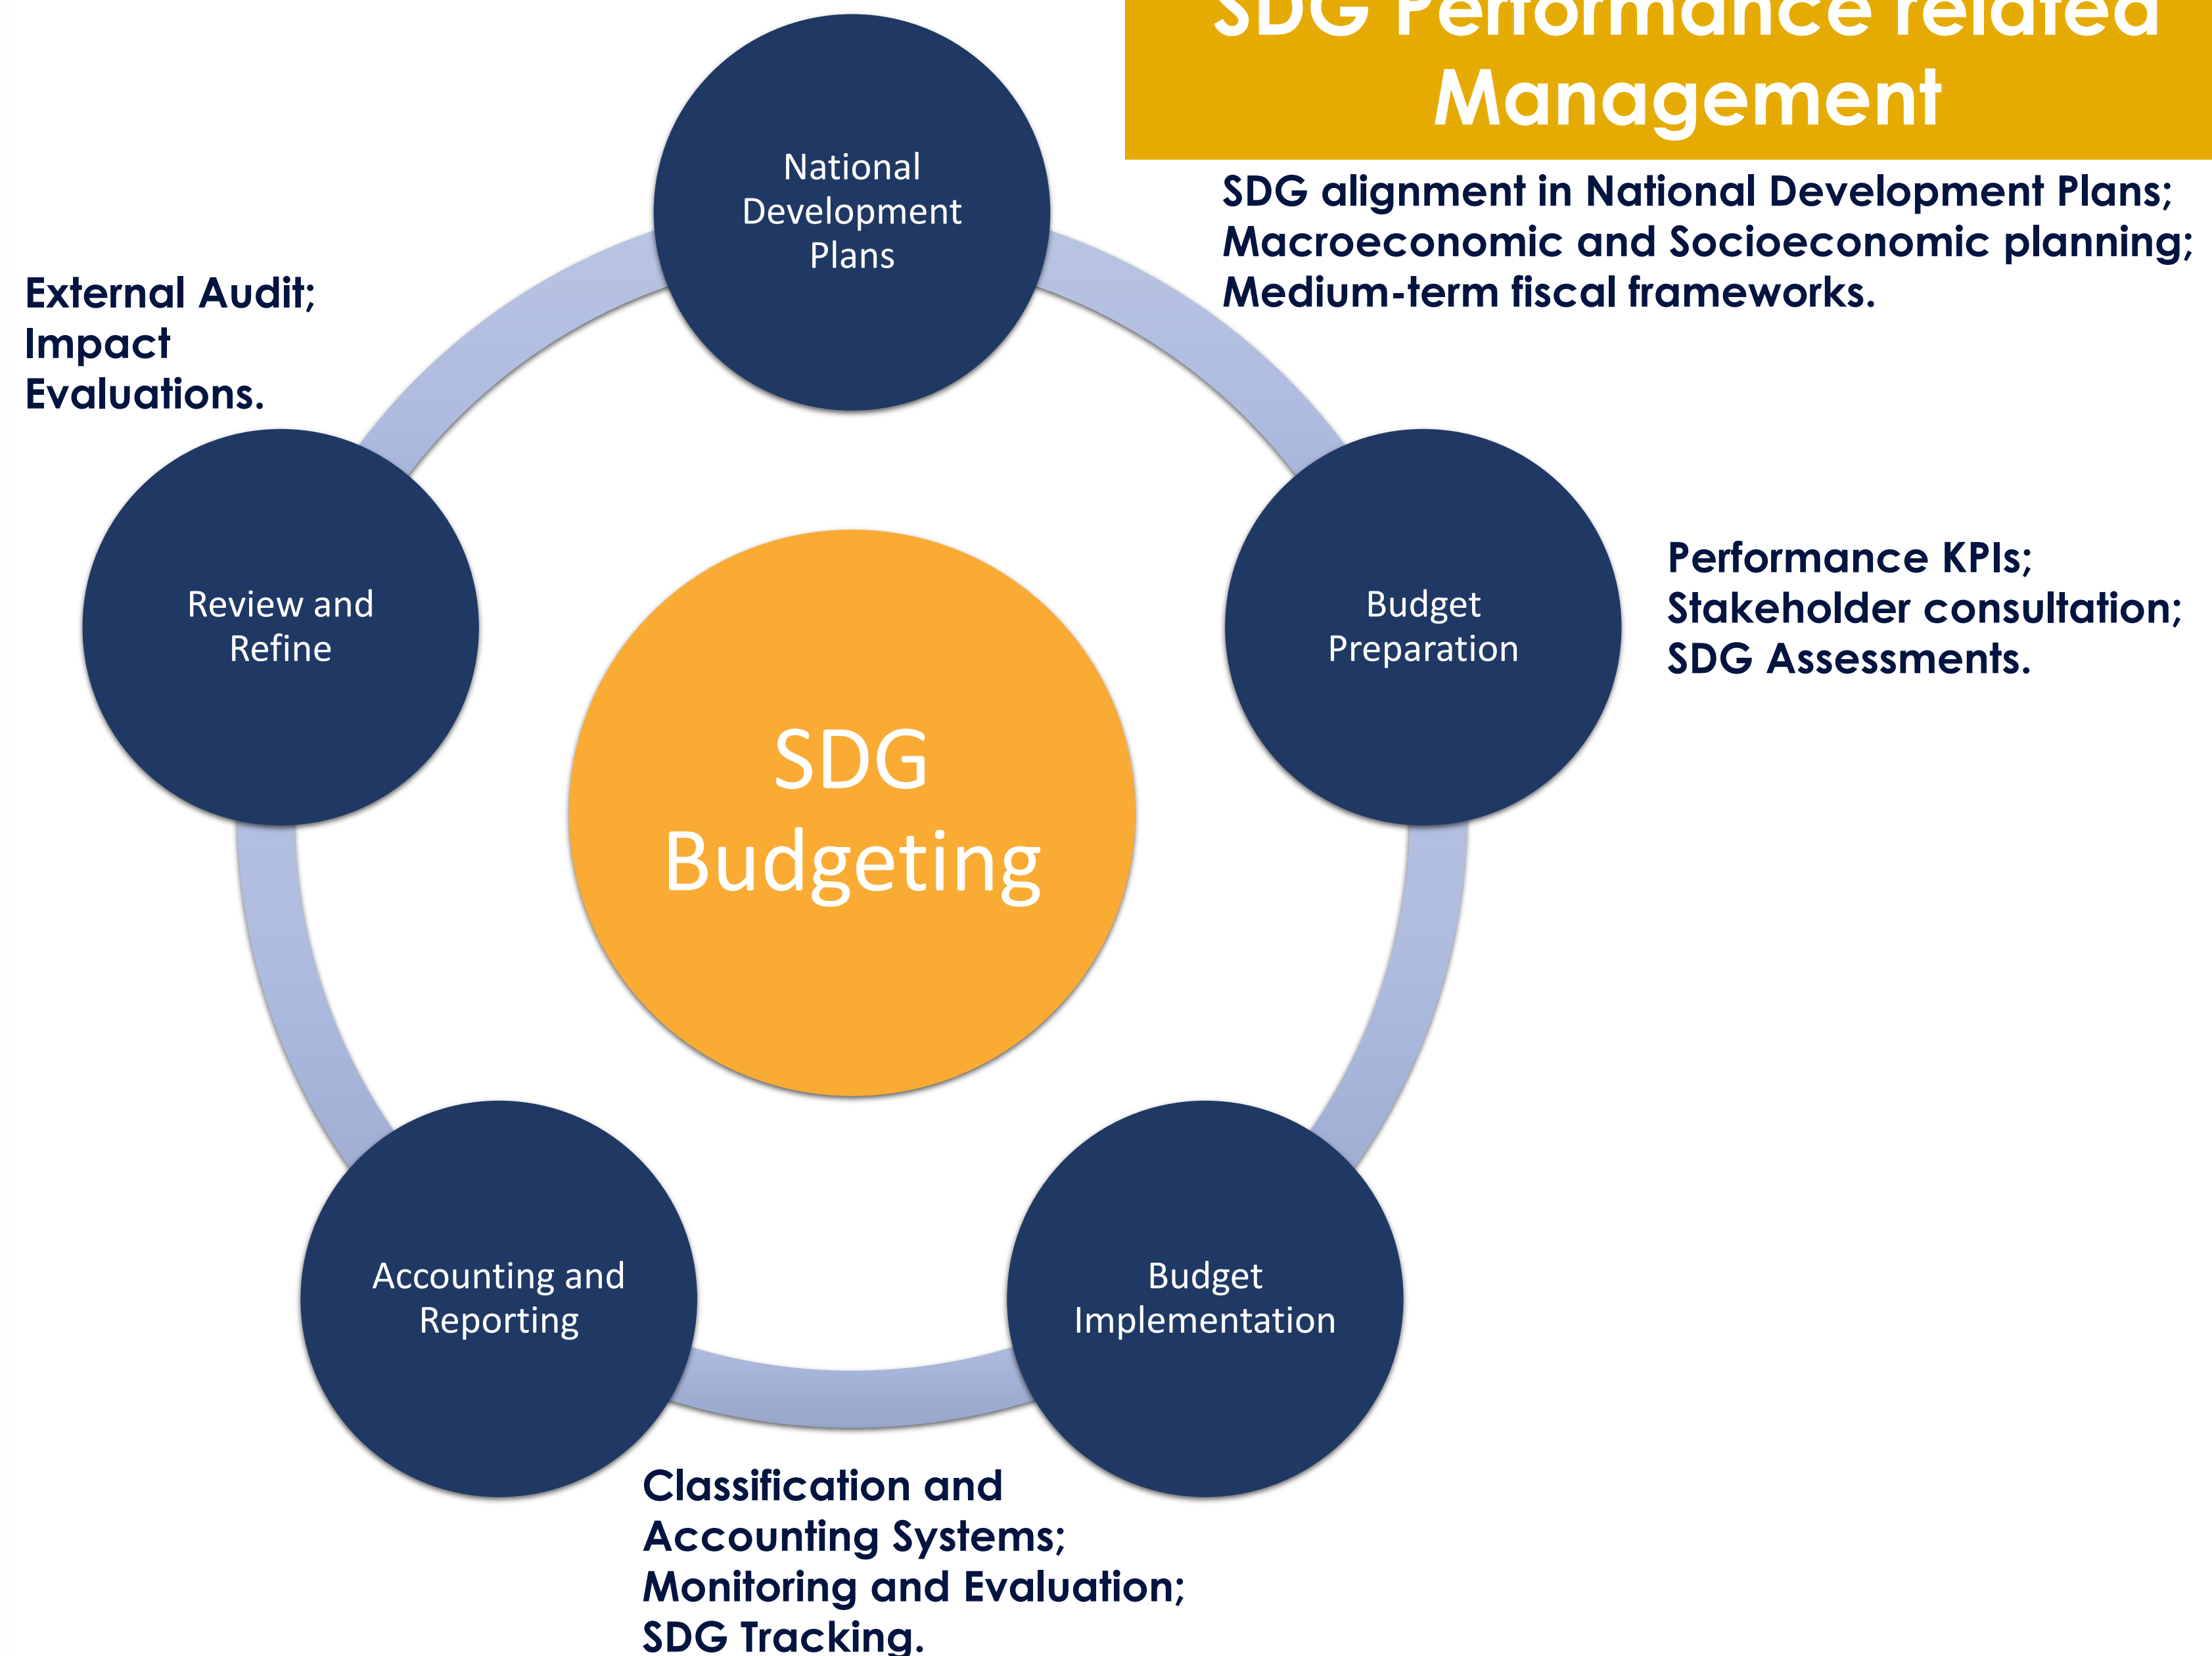 SDG Performance related
Management
SDG alignment in National Development Plans;
Macroeconomic and Socioeconomic planning;
Medium-term fiscal frameworks.
National
Development
Plans
External Audit;
Impact
Evaluations.
Review and
Refine
Budget
Preparation
Performance KPIs;
Stakeholder consultation;
SDG Assessments.
SDG
Budgeting
Accounting and
Reporting
Budget
Implementation
Classification and
Accounting Systems;
Monitoring and Evaluation;
SDG Tracking.